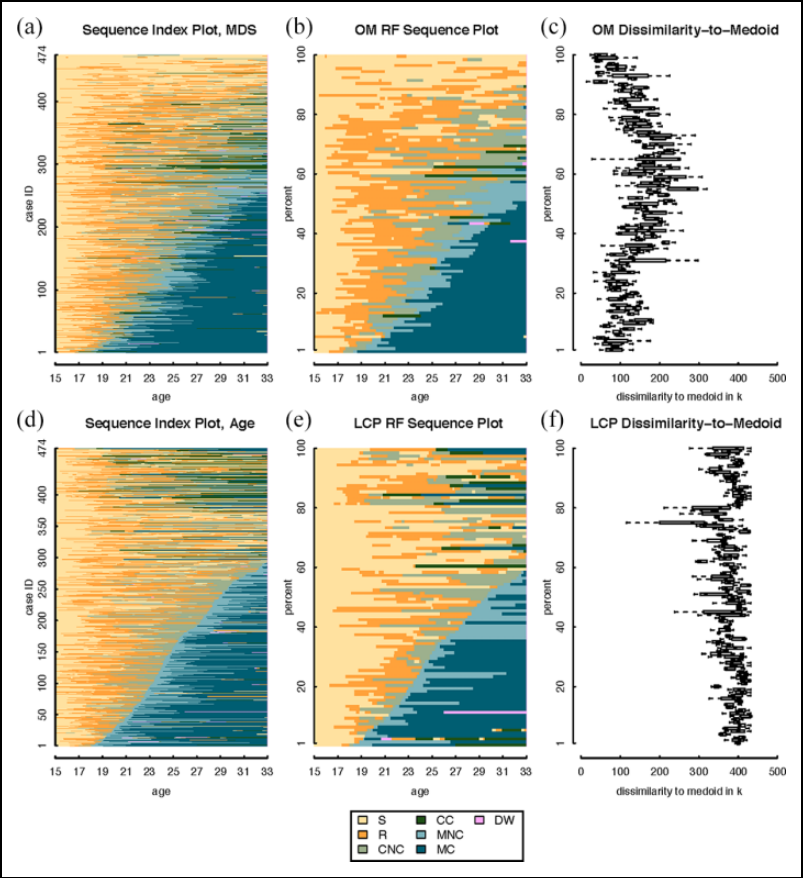 (a) Sequence Index Plot, MDS
case ID
1 100 200 300 400 474
15 17 19 21 23 25 27 29 31 33
age
(b) OM RF Sequence Plot
percent
1 20 40 60 80 100
15 17 19 21 23 25 27 29 31 33
age
(c) OM Dissimilarity–to–Medoid
percent
1 20 40 60 80 100
0 100 200 300 400 500
dissimilarity to medoid in k
(d) Sequence Index Plot, Age
case ID
1 50 100 150 200 250 300 350 400 474
15 17 19 21 23 25 27 29 31 33
age
(e) LCP RF Sequence Plot
percent
1 20 40 60 80 100
15 17 19 21 23 25 27 29 31 33
age
(f) LCP Dissimilarity–to–Medoid
percent
1 20 40 60 80 100
0 100 200 300 400 500
dissimilarity to medoid in k
S CC DW
R MNC
CNC MC